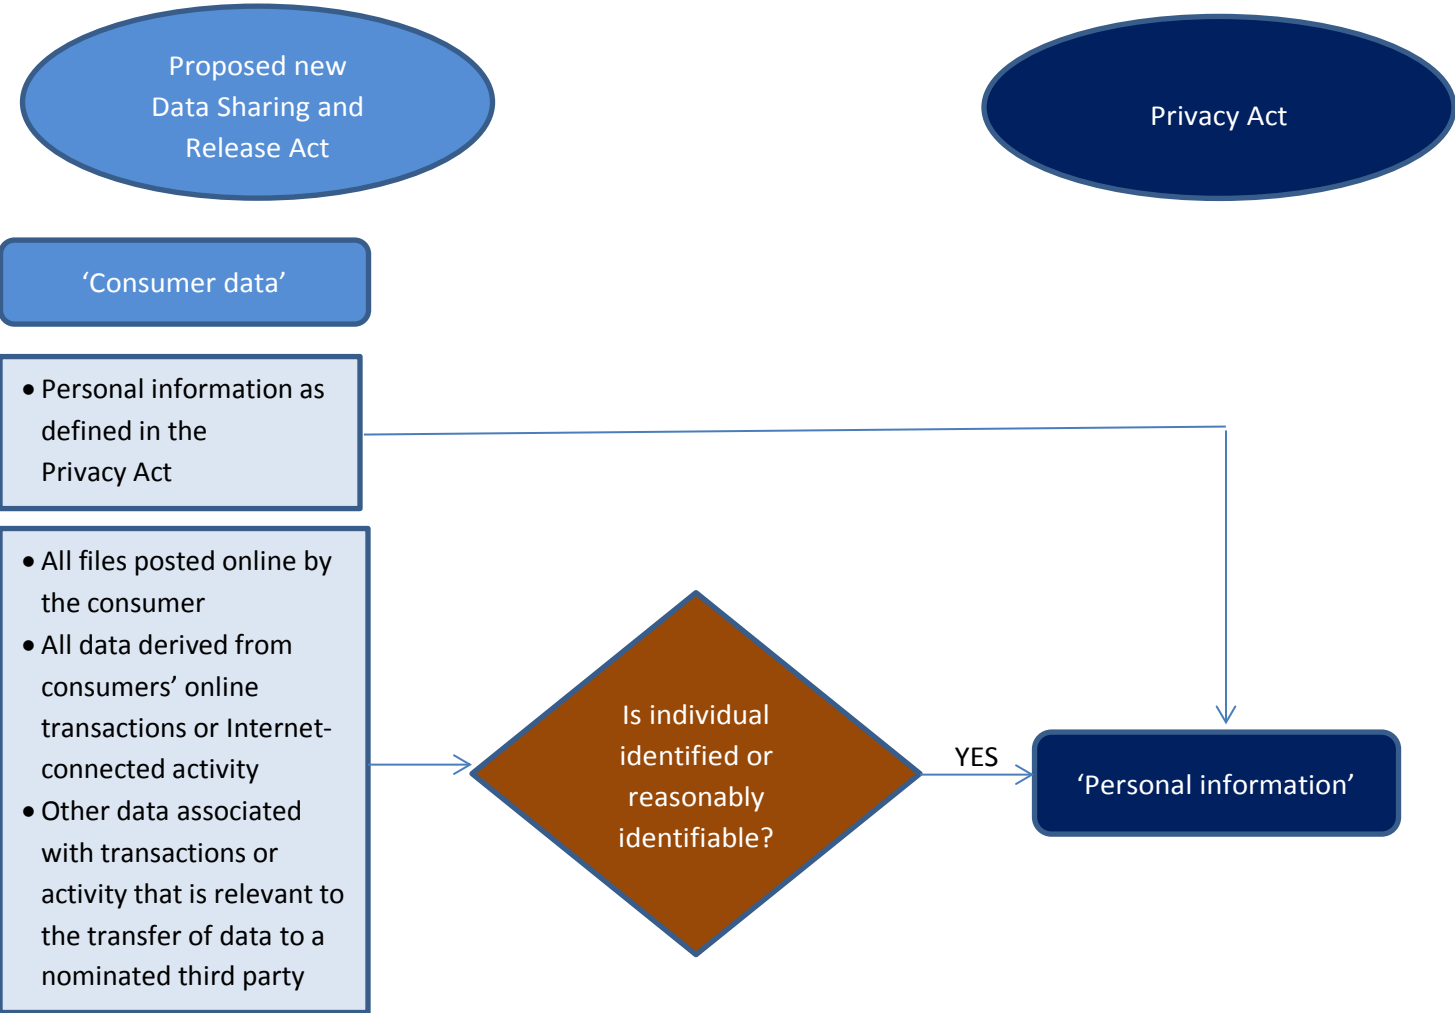 Proposed new
Data Sharing and
Release Act
Privacy Act
‘Consumer data’
• Personal information as
defined in the
Privacy Act
• All files posted online by
the consumer
• All data derived from
consumers’ online
transactions or Internet-
connected activity
• Other data associated
with transactions or
activity that is relevant to
the transfer of data to a
nominated third party
Is individual
identified or
reasonably
identifiable?
YES
‘Personal information’